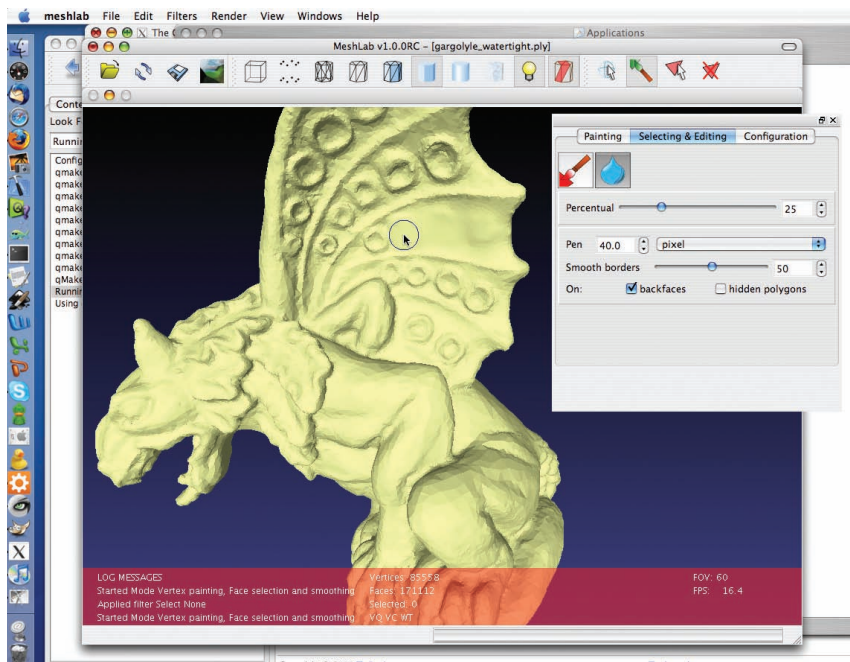 meshlab File Edit Filters Render View Windows Help
X The (
Applications
MeshLab v1.0.0RC – [gargolyle_watertight.ply]
Conte
Look F
Runnin
Config
qmake
qmake
qmake
qmake
qmake
qmake
qmake
qmake
qmake
qmake
qMake
Runnin
Using
Painting Selecting & Editing Configuration
Percentual 25
Pen 40.0 pixel
Smooth borders 50
On: backfaces hidden polygons
LOG MESSAGES Vertices: 85558 FOV: 60
Started Mode Vertex painting, Face selection and smoothing Faces: 171112 FPS: 16.4
Applied filter Select None Selected: 0
Started Mode Vertex painting, Face selection and smoothing VQ VC WT